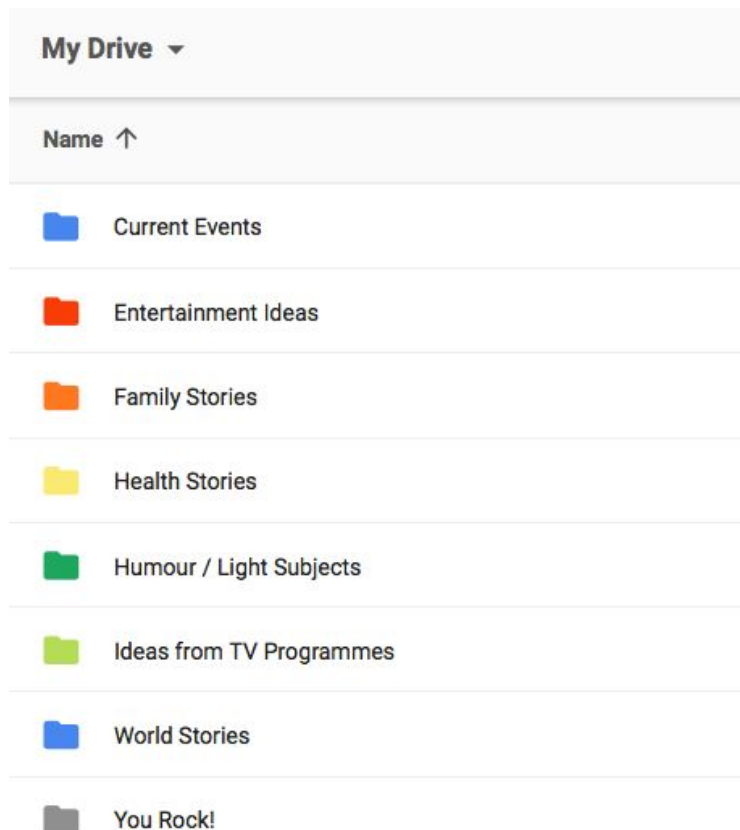 My Drive
Name
Current Events
Entertainment Ideas
Family Stories
Health Stories
Humour / Light Subjects
Ideas from TV Programmes
World Stories
You Rock!